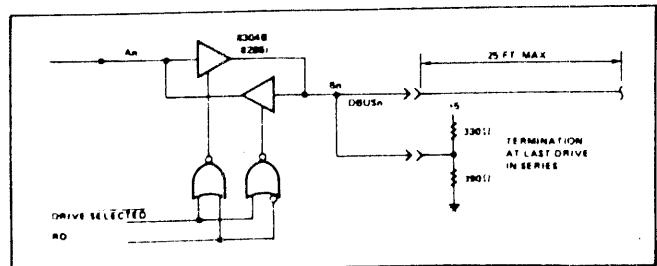 An
8304B
8286/
Bn
DBUSn
25 FT. MAX
+5
330Ω
390Ω
TERMINATION
AT LAST DRIVE
IN SERIES
DRIVE SELECTED
RD